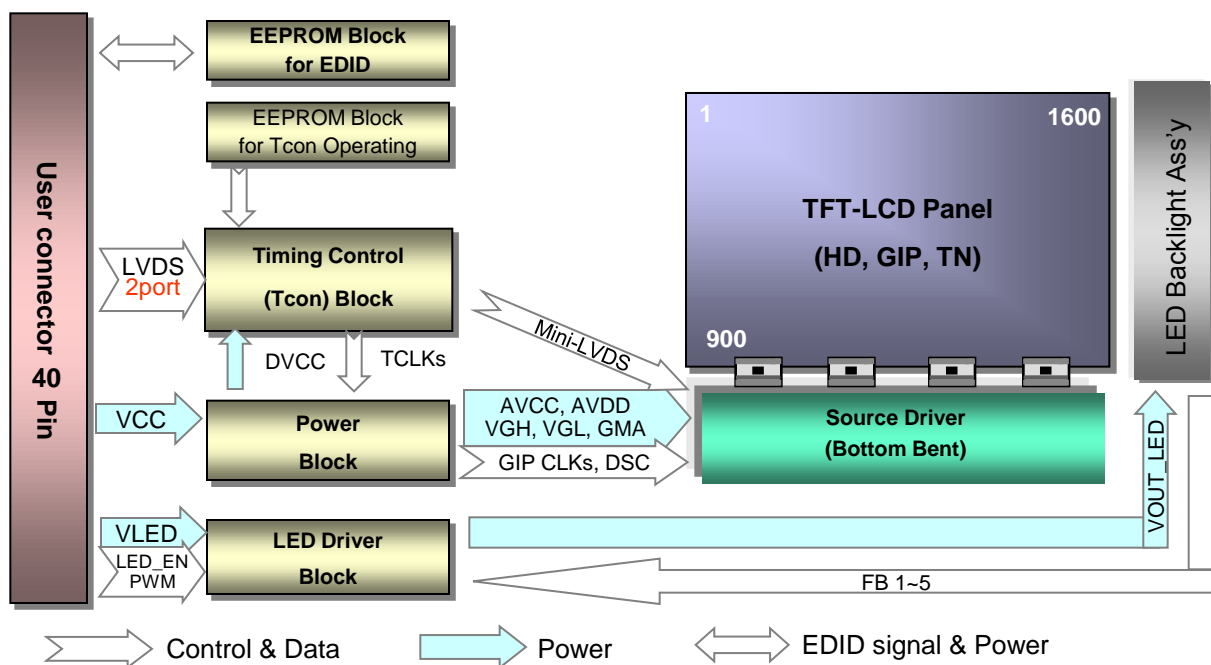 User connector 40 Pin
EEPROM Block
for EDID
EEPROM Block
for Tcon Operating
LVDS
2port
Timing Control
(Tcon) Block
DVCC
TCLKs
VCC
Power
Block
VLED
LED_EN
PWM
LED Driver
Block
Mini-LVDS
AVCC, AVDD
VGH, VGL, GMA
GIP CLKs, DSC
1
1600
TFT-LCD Panel
(HD, GIP, TN)
900
Source Driver
(Bottom Bent)
LED Backlight Ass'y
VOUT_LED
FB 1~5
Control & Data
Power
EDID signal & Power